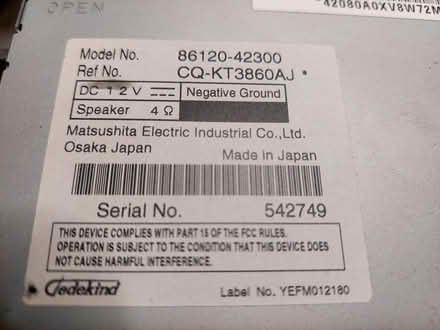 OPEN
42080A0XV8W72M
Model No. 86120-42300
Ref No. CQ-KT3860AJ
DC 12V Negative Ground
Speaker 4 Ω
Matsushita Electric Industrial Co.,Ltd.
Osaka Japan
Made in Japan
Serial No. 542749
THIS DEVICE COMPLIES WITH PART 15 OF THE FCC RULES.
OPERATION IS SUBJECT TO THE CONDITION THAT THIS DEVICE DOES
NOT CAUSE HARMFUL INTERFERENCE.
Jedekind
Label No. YEFM012180